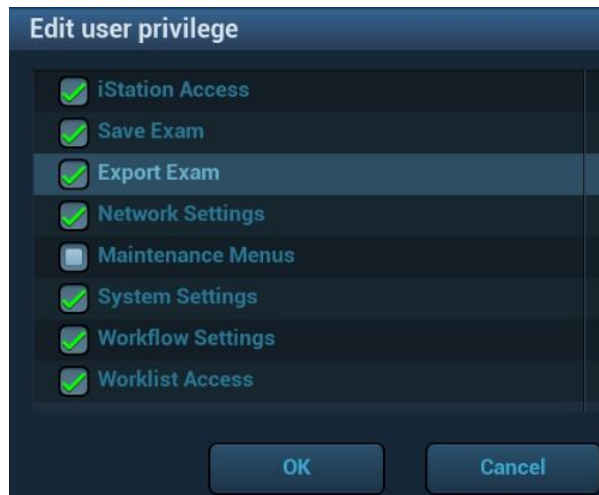 Edit user privilege
iStation Access
Save Exam
Export Exam
Network Settings
Maintenance Menus
System Settings
Workflow Settings
Worklist Access
OK
Cancel